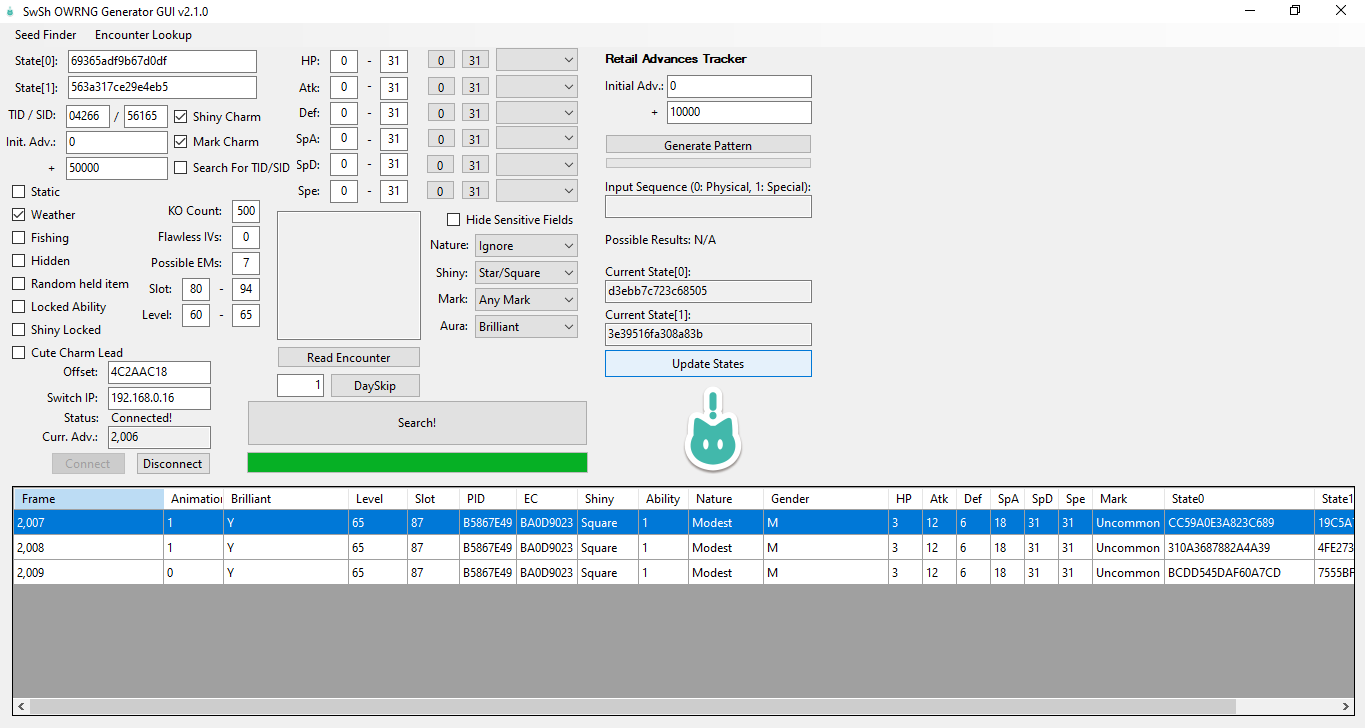 SwSh OWRNG Generator GUI v2.1.0
Seed Finder Encounter Lookup
State[0]: 69365adf9b67d0df
State[1]: 563a317ce29e4eb5
TID / SID: 04266 / 56165 Shiny Charm
Init. Adv.: 0 Mark Charm
+ 50000 Search For TID/SID
Static
Weather
Fishing
Hidden
Random held item
Locked Ability
Shiny Locked
Cute Charm Lead
KO Count: 500
Flawless IVs: 0
Possible EMs: 7
Slot: 80 - 94
Level: 60 - 65
Offset: 4C2AAC18
Switch IP: 192.168.0.16
Status: Connected!
Curr. Adv.: 2,006
Connect Disconnect
HP: 0 - 31 0 31
Atk: 0 - 31 0 31
Def: 0 - 31 0 31
SpA: 0 - 31 0 31
SpD: 0 - 31 0 31
Spe: 0 - 31 0 31
Hide Sensitive Fields
Nature: Ignore
Shiny: Star/Square
Mark: Any Mark
Aura: Brilliant
Read Encounter
1 DaySkip
Search!
Retail Advances Tracker
Initial Adv.: 0
+ 10000
Generate Pattern
Input Sequence (0: Physical, 1: Special):
Possible Results: N/A
Current State[0]:
d3ebb7c723c68505
Current State[1]:
3e39516fa308a83b
Update States
Frame Animation Brilliant Level Slot PID EC Shiny Ability Nature Gender HP Atk Def SpA SpD Spe Mark State0 State1
2,007 1 Y 65 87 B5867E49 BA0D9023 Square 1 Modest M 3 12 6 18 31 31 Uncommon CC59A0E3A823C689 19C5A
2,008 1 Y 65 87 B5867E49 BA0D9023 Square 1 Modest M 3 12 6 18 31 31 Uncommon 310A3687882A4A39 4FE273
2,009 0 Y 65 87 B5867E49 BA0D9023 Square 1 Modest M 3 12 6 18 31 31 Uncommon BCDD545DAF60A7CD 7555BF